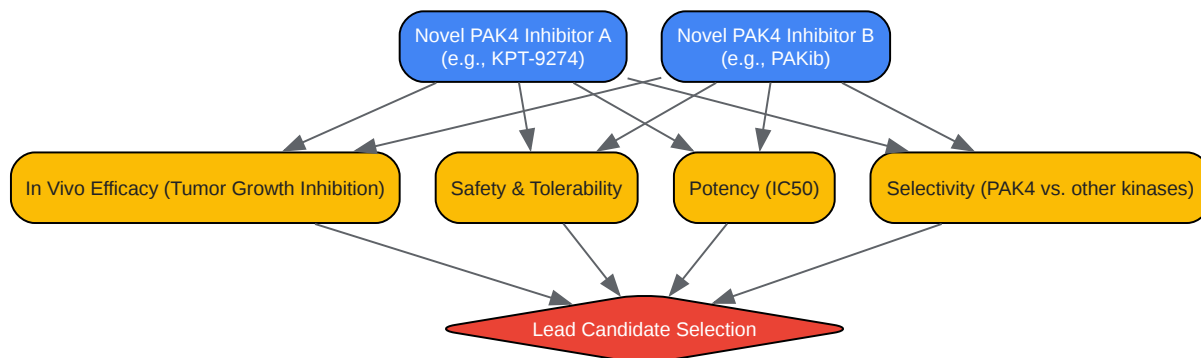 Novel PAK4 Inhibitor A
(e.g., KPT-9274)
Novel PAK4 Inhibitor B
(e.g., PAKib)
In Vivo Efficacy (Tumor Growth Inhibition)
Safety & Tolerability
Potency (IC50)
Selectivity (PAK4 vs. other kinases)
Lead Candidate Selection